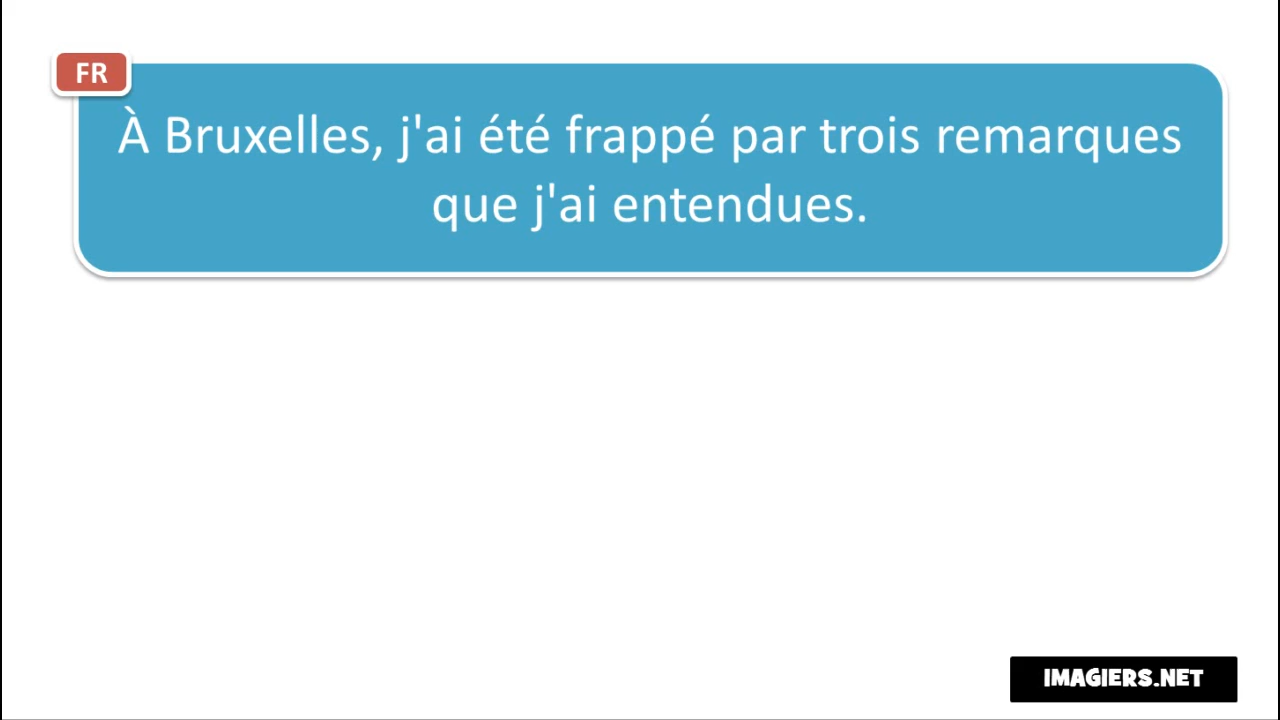 FR
À Bruxelles, j'ai été frappé par trois remarques
que j'ai entendues.
IMAGIERS.NET